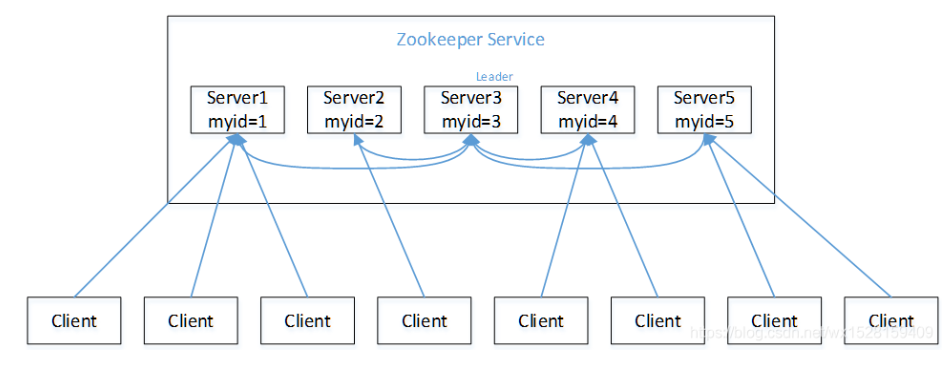 Zookeeper Service
Leader
Server1
myid=1
Server2
myid=2
Server3
myid=3
Server4
myid=4
Server5
myid=5
Client
Client
Client
Client
Client
Client
Client
Client
https://blog.csdn.net/wz1528159409